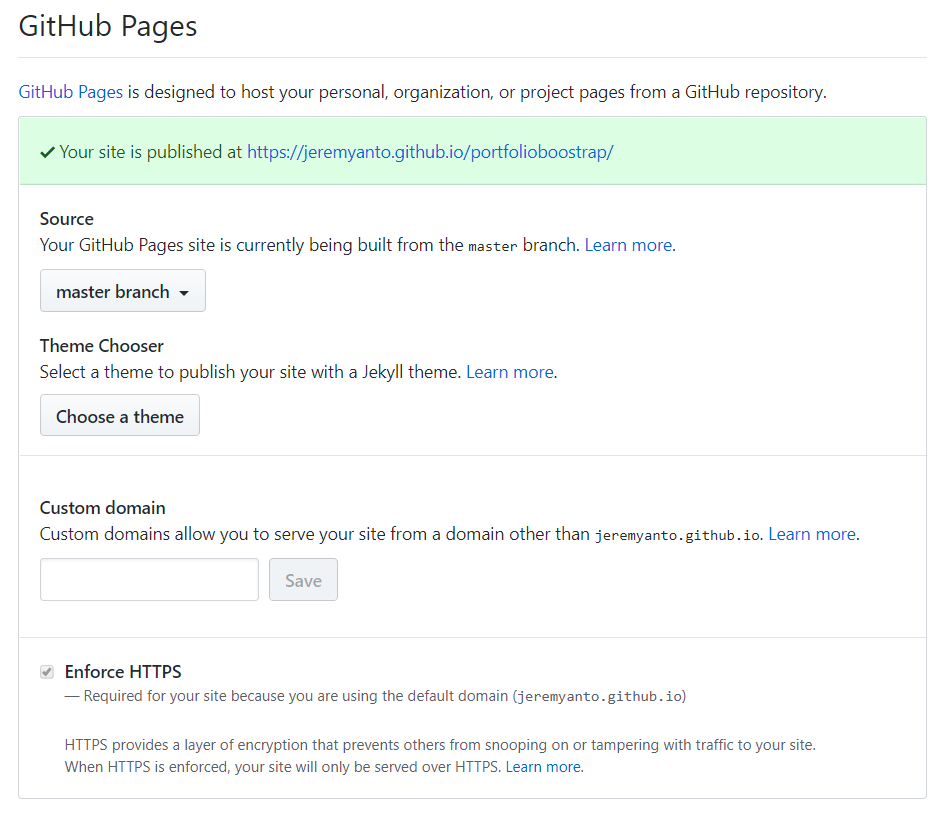 GitHub Pages
GitHub Pages is designed to host your personal, organization, or project pages from a GitHub repository.
Your site is published at https://jeremyanto.github.io/portfolioboostrap/
Source
Your GitHub Pages site is currently being built from the master branch. Learn more.
master branch
Theme Chooser
Select a theme to publish your site with a Jekyll theme. Learn more.
Choose a theme
Custom domain
Custom domains allow you to serve your site from a domain other than jeremyanto.github.io. Learn more.
Save
Enforce HTTPS
— Required for your site because you are using the default domain (jeremyanto.github.io)
HTTPS provides a layer of encryption that prevents others from snooping on or tampering with traffic to your site.
When HTTPS is enforced, your site will only be served over HTTPS. Learn more.